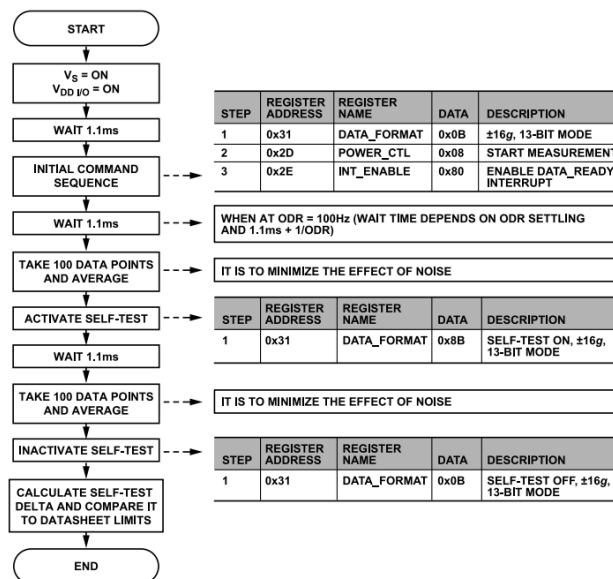 START
V_S = ON
V_DD I/O = ON
WAIT 1.1ms
INITIAL COMMAND
SEQUENCE
STEP REGISTER ADDRESS REGISTER NAME DATA DESCRIPTION
1 0x31 DATA_FORMAT 0x0B ±16g, 13-BIT MODE
2 0x2D POWER_CTL 0x08 START MEASUREMENT
3 0x2E INT_ENABLE 0x80 ENABLE DATA_READY
INTERRUPT
WAIT 1.1ms
WHEN AT ODR = 100Hz (WAIT TIME DEPENDS ON ODR SETTLING
AND 1.1ms + 1/ODR)
TAKE 100 DATA POINTS
AND AVERAGE
IT IS TO MINIMIZE THE EFFECT OF NOISE
ACTIVATE SELF-TEST
STEP REGISTER ADDRESS REGISTER NAME DATA DESCRIPTION
1 0x31 DATA_FORMAT 0x8B SELF-TEST ON, ±16g,
13-BIT MODE
WAIT 1.1ms
TAKE 100 DATA POINTS
AND AVERAGE
IT IS TO MINIMIZE THE EFFECT OF NOISE
INACTIVATE SELF-TEST
STEP REGISTER ADDRESS REGISTER NAME DATA DESCRIPTION
1 0x31 DATA_FORMAT 0x0B SELF-TEST OFF, ±16g,
13-BIT MODE
CALCULATE SELF-TEST
DELTA AND COMPARE IT
TO DATASHEET LIMITS
END